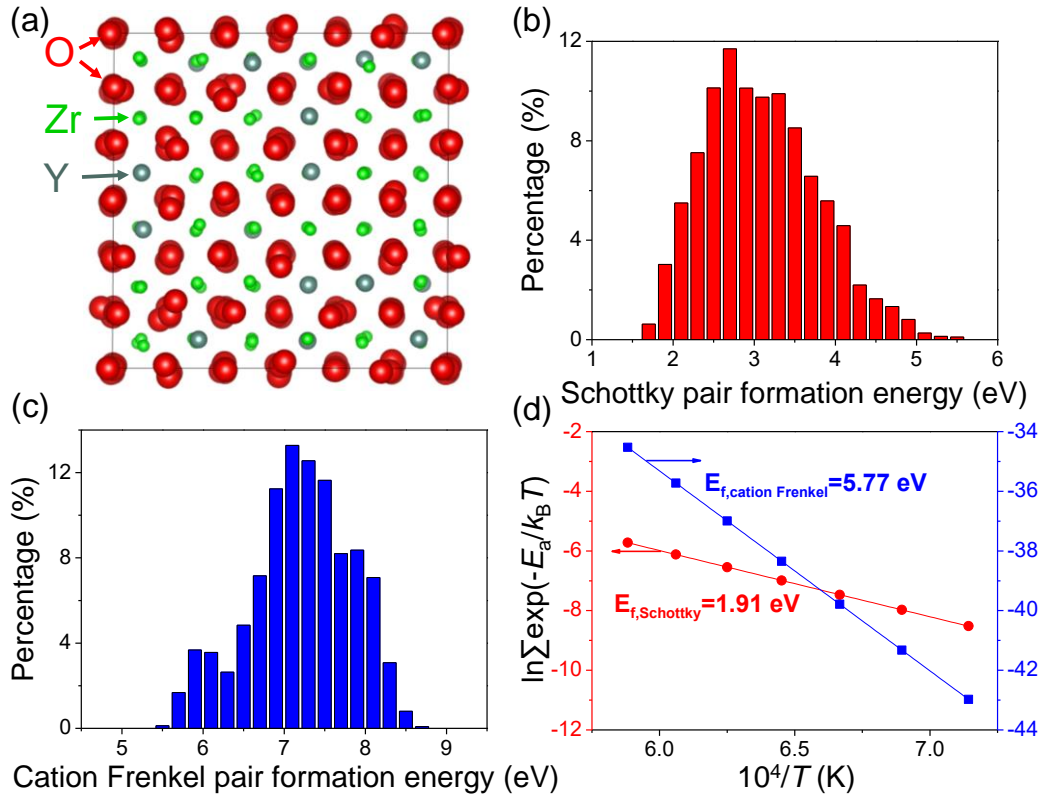 (a)
O
Zr
Y
(b)
Percentage (%)
12
8
4
0
1 2 3 4 5 6
Schottky pair formation energy (eV)
(c)
Percentage (%)
12
8
4
0
5 6 7 8 9
Cation Frenkel pair formation energy (eV)
(d)
ln∑exp(-Eₐ/k_BT)
-2
-4
-6
-8
-10
-12
-34
-36
-38
-40
-42
-44
E_f,cation Frenkel=5.77 eV
E_f,Schottky=1.91 eV
6.0 6.5 7.0
10⁴/T (K)